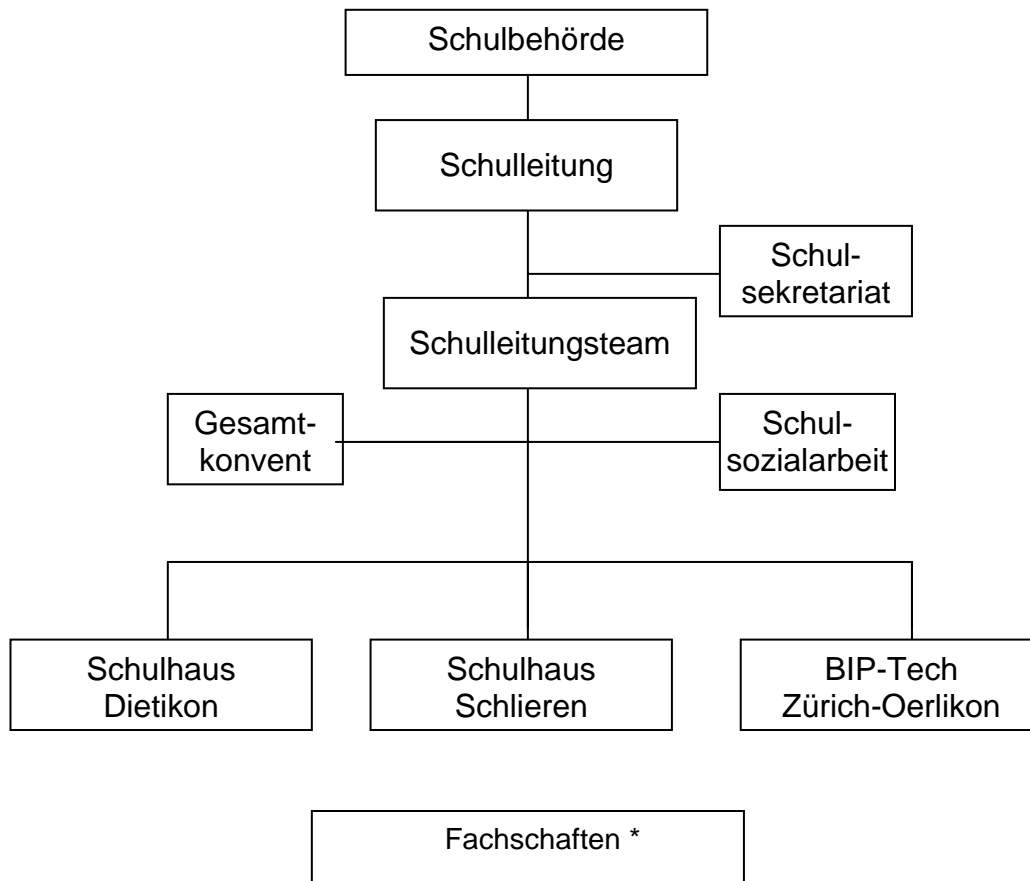 Schulbehörde
Schulleitung
Schul-
sekretariat
Schulleitungsteam
Gesamt-
konvent
Schul-
sozialarbeit
Schulhaus
Dietikon
Schulhaus
Schlieren
BIP-Tech
Zürich-Oerlikon
Fachschaften *